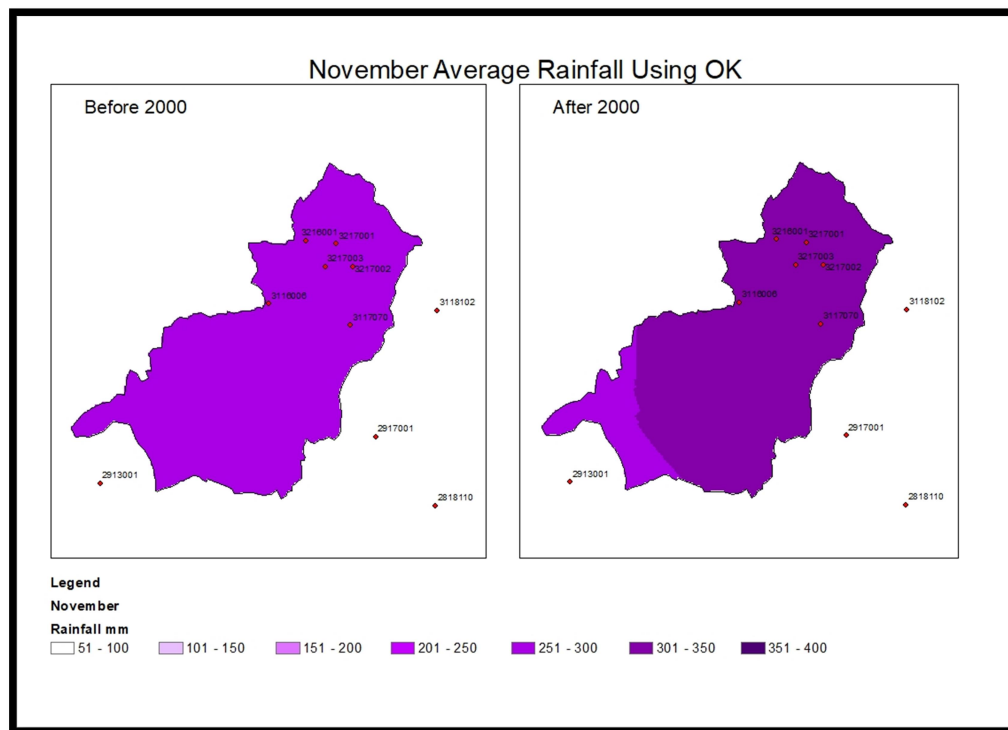 November Average Rainfall Using OK
Before 2000
3216001
3217001
3217003
3217002
3116006
3118102
3117070
2917001
2913001
2818110
After 2000
3216001
3217001
3217003
3217002
3116006
3118102
3117070
2917001
2913001
2818110
Legend
November
Rainfall mm
51 - 100 101 - 150 151 - 200 201 - 250 251 - 300 301 - 350 351 - 400